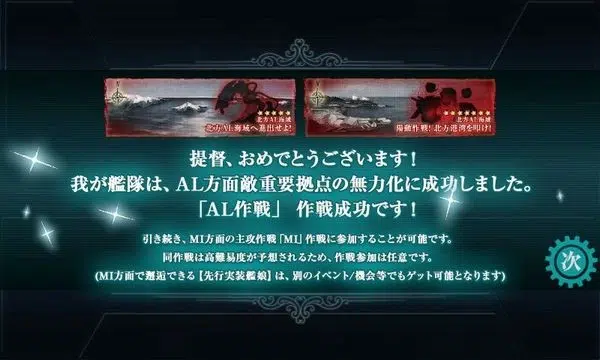 北方AL海域
北方AL海域へ進出せよ!
北方AL海域
陽動作戦!北方港湾を叩け!
提督、おめでとうございます!
我が艦隊は、AL方面敵重要拠点の無力化に成功しました。
「AL作戦」 作戦成功です!
引き続き、MI方面の主攻作戦「MI」作戦に参加することが可能です。
同作戦は高難易度が予想されるため、作戦参加は任意です。
(MI方面で邂逅できる【先行実装艦娘】は、別のイベント/機会等でもゲット可能となります)
次